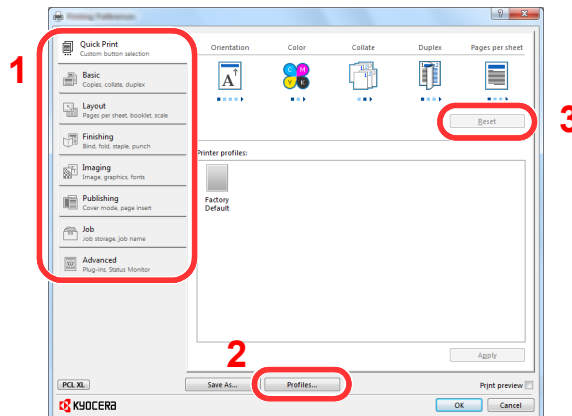 Printing Preferences
1
Quick Print
Custom button selection
Basic
Copies, collate, duplex
Layout
Pages per sheet, booklet, scale
Finishing
Bind, fold, staple, punch
Imaging
Image, graphics, fonts
Publishing
Cover mode, page insert
Job
Job storage, job name
Advanced
Plug-ins, Status Monitor
Orientation Color Collate Duplex Pages per sheet
A
C M
Y K
Reset
3
Printer profiles:
Factory
Default
Apply
2
PCL XL
Save As...
Profiles...
Print preview
KYOCERA
OK
Cancel